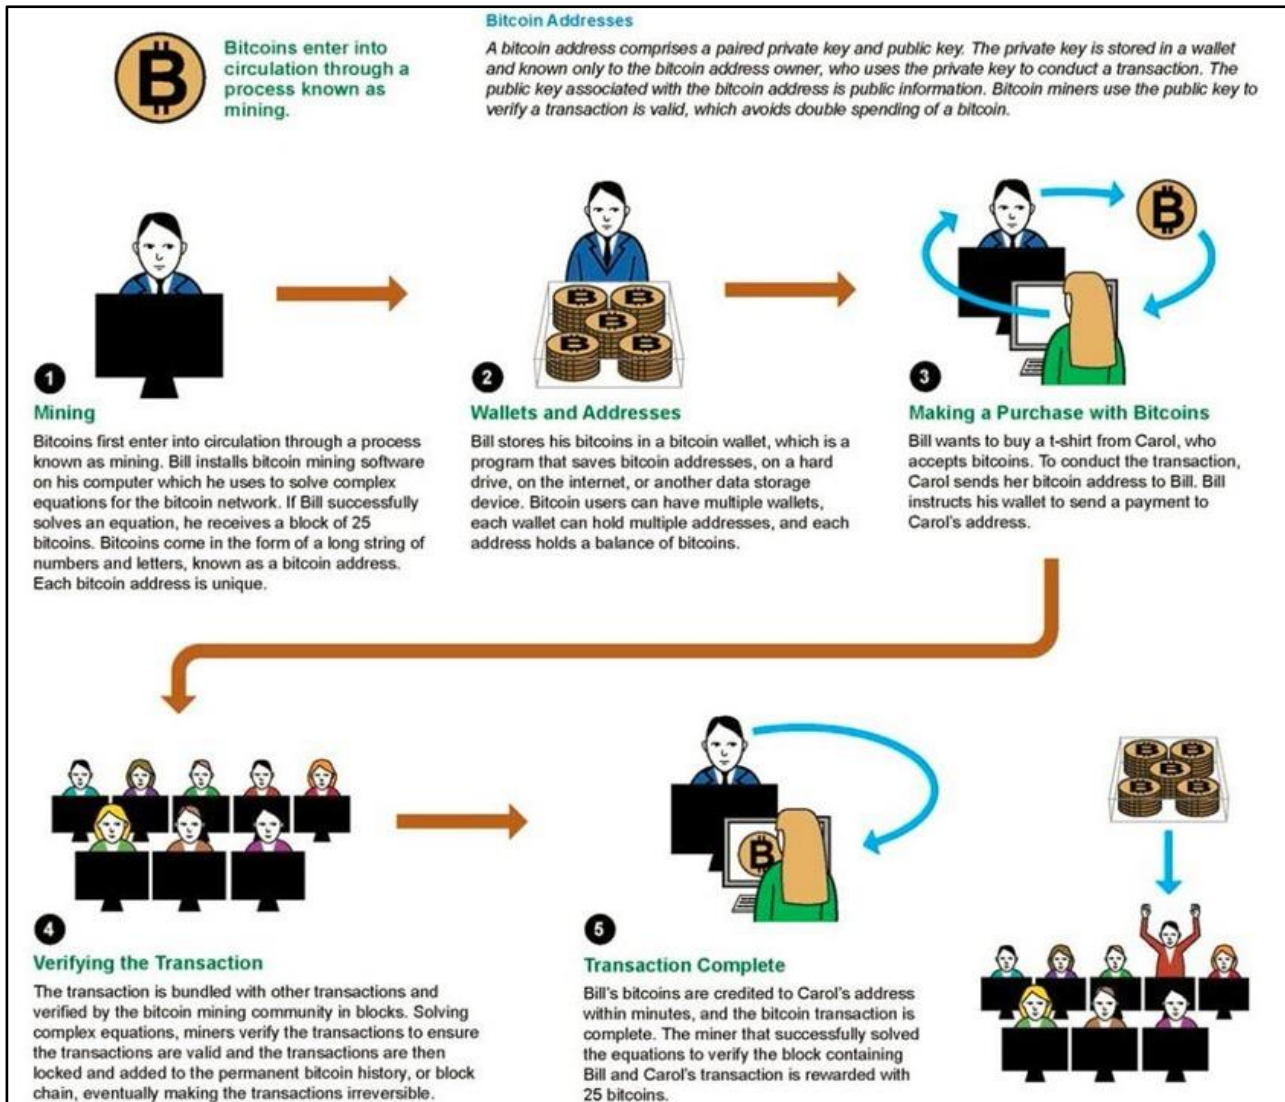 Bitcoin Addresses
Bitcoins enter into
circulation through a
process known as
mining.
A bitcoin address comprises a paired private key and public key. The private key is stored in a wallet
and known only to the bitcoin address owner, who uses the private key to conduct a transaction. The
public key associated with the bitcoin address is public information. Bitcoin miners use the public key to
verify a transaction is valid, which avoids double spending of a bitcoin.
1
Mining
Bitcoins first enter into circulation through a process
known as mining. Bill installs bitcoin mining software
on his computer which he uses to solve complex
equations for the bitcoin network. If Bill successfully
solves an equation, he receives a block of 25
bitcoins. Bitcoins come in the form of a long string of
numbers and letters, known as a bitcoin address.
Each bitcoin address is unique.
2
Wallets and Addresses
Bill stores his bitcoins in a bitcoin wallet, which is a
program that saves bitcoin addresses, on a hard
drive, on the internet, or another data storage
device. Bitcoin users can have multiple wallets,
each wallet can hold multiple addresses, and each
address holds a balance of bitcoins.
3
Making a Purchase with Bitcoins
Bill wants to buy a t-shirt from Carol, who
accepts bitcoins. To conduct the transaction,
Carol sends her bitcoin address to Bill. Bill
instructs his wallet to send a payment to
Carol's address.
4
Verifying the Transaction
The transaction is bundled with other transactions and
verified by the bitcoin mining community in blocks. Solving
complex equations, miners verify the transactions to ensure
the transactions are valid and the transactions are then
locked and added to the permanent bitcoin history, or block
chain, eventually making the transactions irreversible.
5
Transaction Complete
Bill's bitcoins are credited to Carol's address
within minutes, and the bitcoin transaction is
complete. The miner that successfully solved
the equations to verify the block containing
Bill and Carol's transaction is rewarded with
25 bitcoins.